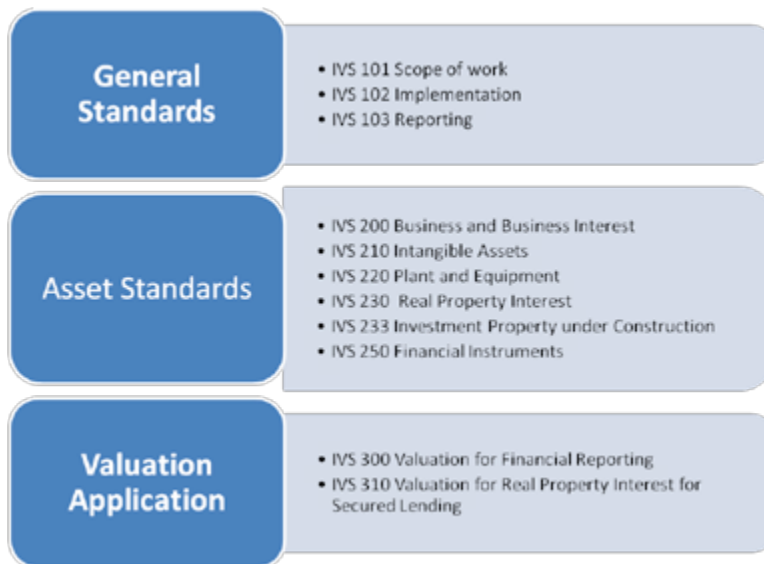 General
Standards
• IVS 101 Scope of work
• IVS 102 Implementation
• IVS 103 Reporting
Asset Standards
• IVS 200 Business and Business Interest
• IVS 210 Intangible Assets
• IVS 220 Plant and Equipment
• IVS 230 Real Property Interest
• IVS 233 Investment Property under Construction
• IVS 250 Financial Instruments
Valuation
Application
• IVS 300 Valuation for Financial Reporting
• IVS 310 Valuation for Real Property Interest for
Secured Lending